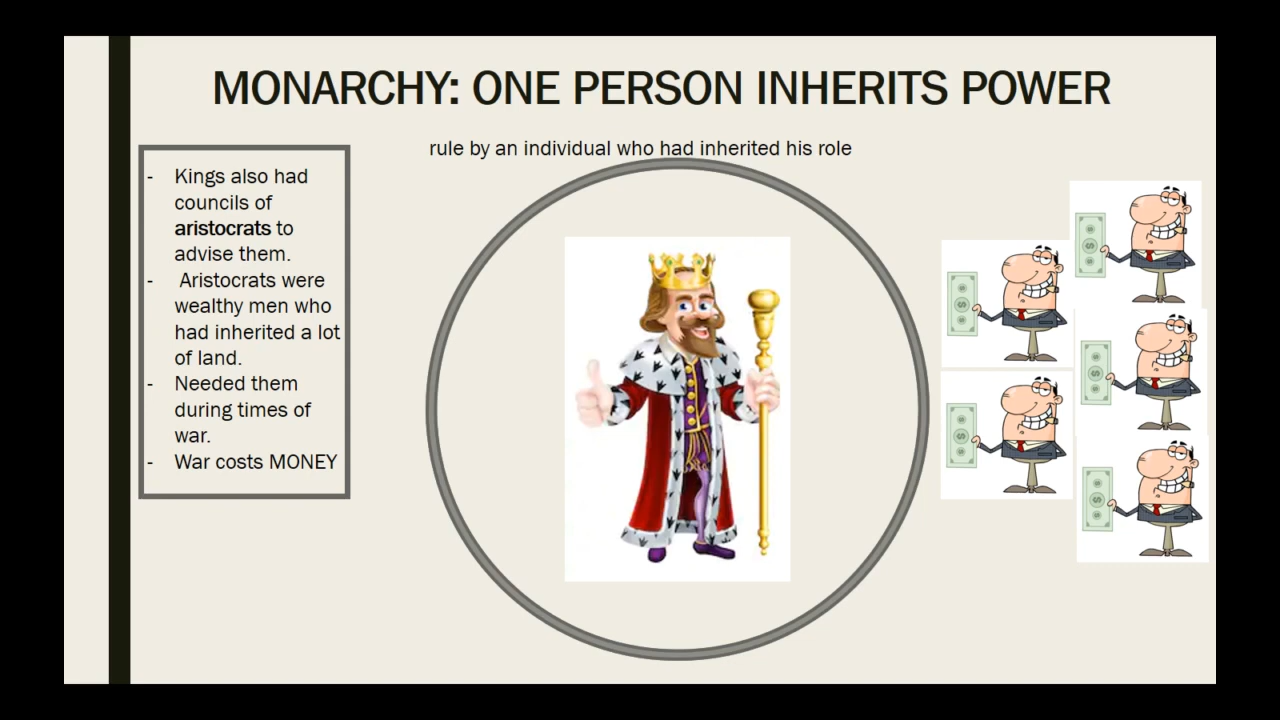 MONARCHY: ONE PERSON INHERITS POWER
rule by an individual who had inherited his role
- Kings also had
councils of
aristocrats to
advise them.
- Aristocrats were
wealthy men who
had inherited a lot
of land.
- Needed them
during times of
war.
- War costs MONEY